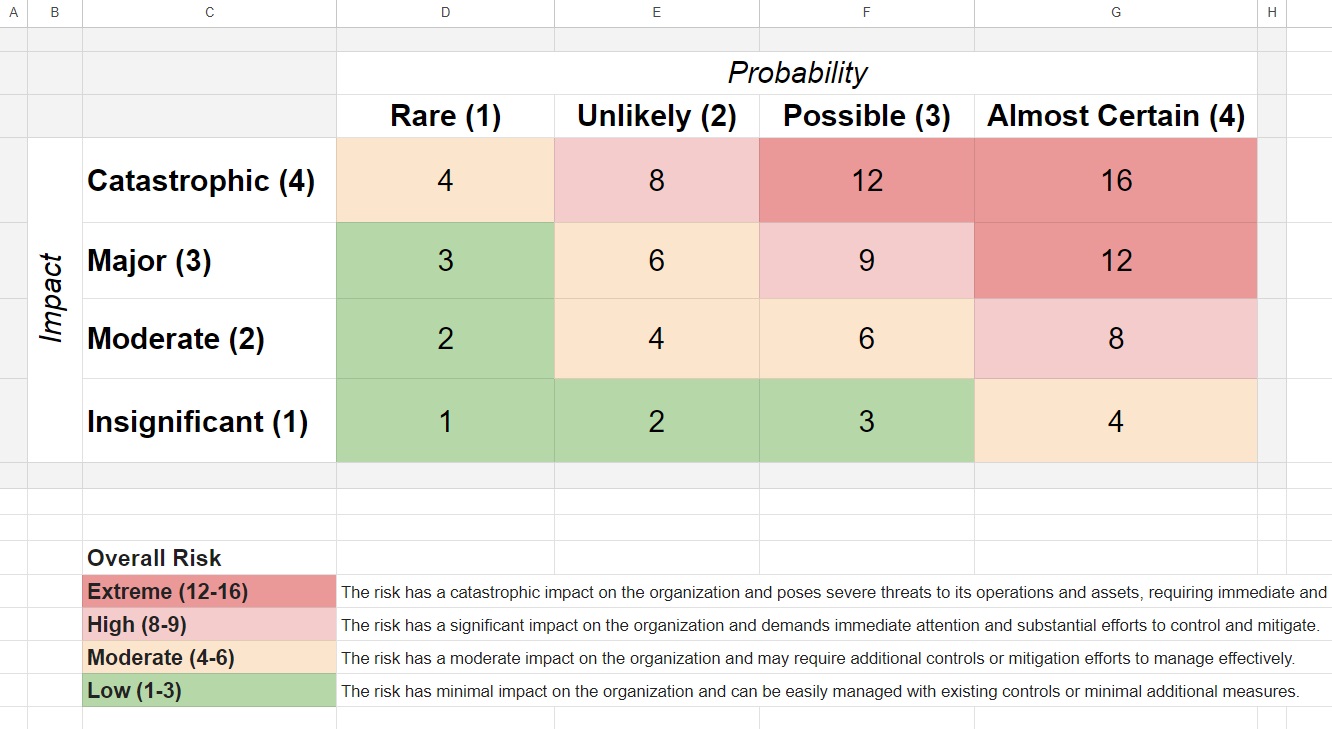 A B C D E F G H
Probability
Rare (1) Unlikely (2) Possible (3) Almost Certain (4)
Impact
Catastrophic (4) 4 8 12 16
Major (3) 3 6 9 12
Moderate (2) 2 4 6 8
Insignificant (1) 1 2 3 4
Overall Risk
Extreme (12-16) The risk has a catastrophic impact on the organization and poses severe threats to its operations and assets, requiring immediate and
High (8-9) The risk has a significant impact on the organization and demands immediate attention and substantial efforts to control and mitigate.
Moderate (4-6) The risk has a moderate impact on the organization and may require additional controls or mitigation efforts to manage effectively.
Low (1-3) The risk has minimal impact on the organization and can be easily managed with existing controls or minimal additional measures.